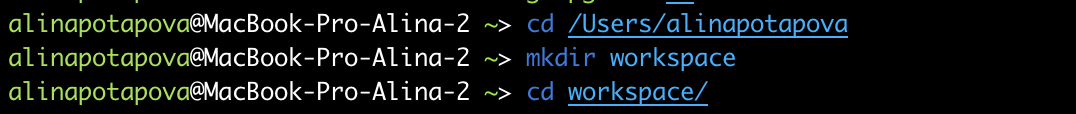 alinapotapova@MacBook-Pro-Alina-2 ~> cd /Users/alinapotapova
alinapotapova@MacBook-Pro-Alina-2 ~> mkdir workspace
alinapotapova@MacBook-Pro-Alina-2 ~> cd workspace/